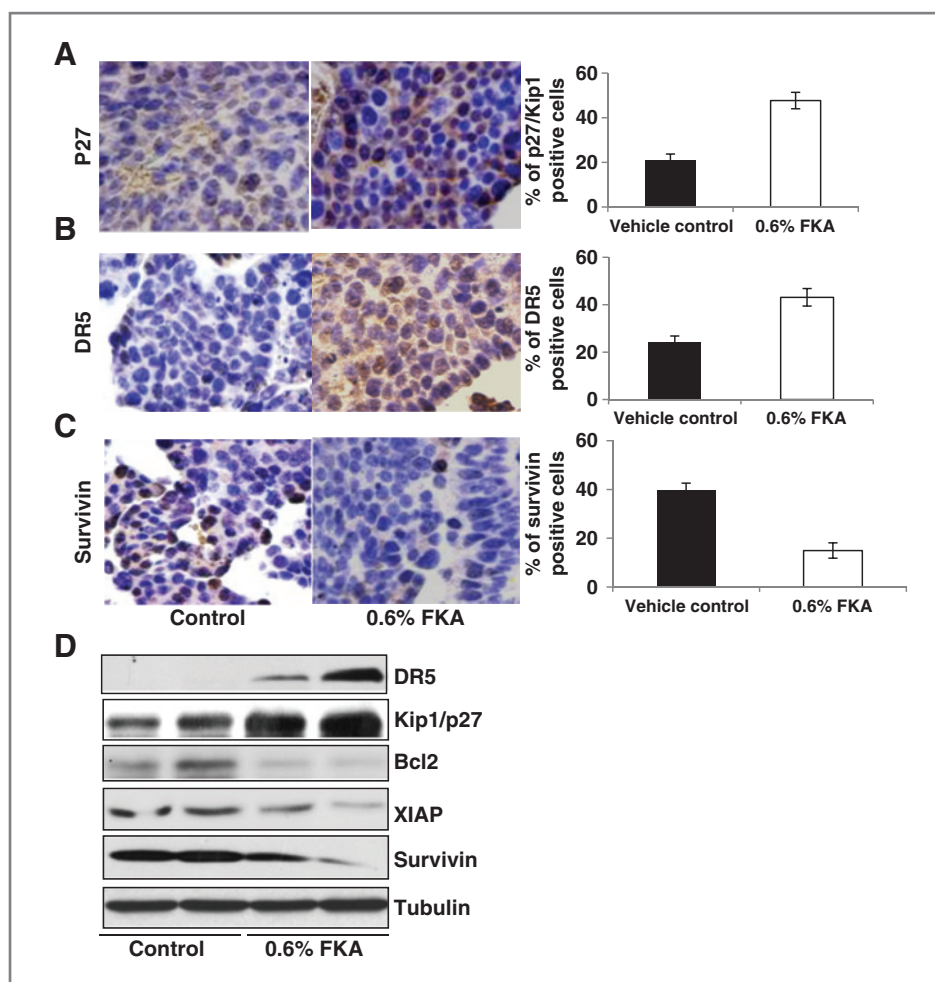 A
P27
% of p27/Kip1
positive cells
60
40
20
0
Vehicle control
0.6% FKA
B
DR5
% of DR5
positive cells
60
40
20
0
Vehicle control
0.6% FKA
C
Survivin
% of survivin
positive cells
60
40
20
0
Vehicle control
0.6% FKA
Control
0.6% FKA
D
DR5
Kip1/p27
Bcl2
XIAP
Survivin
Tubulin
Control
0.6% FKA